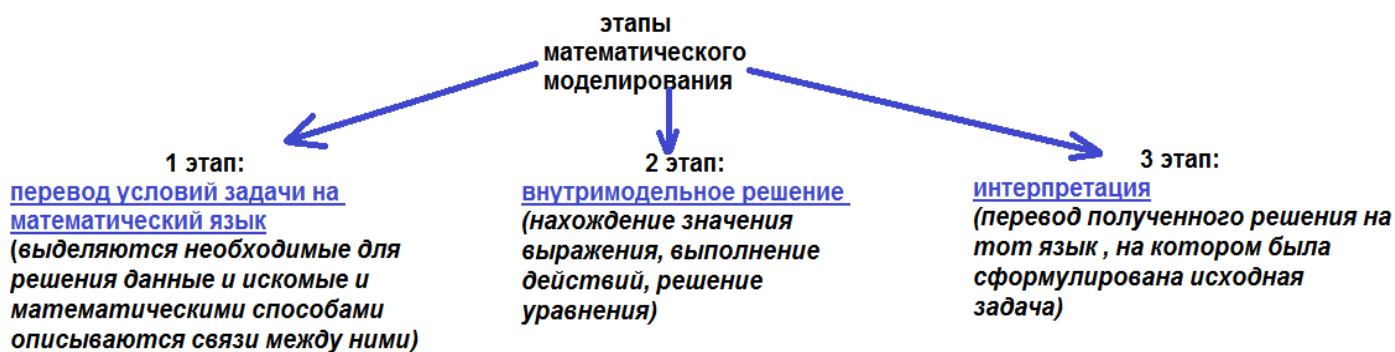 этапы
математического
моделирования
1 этап:
перевод условий задачи на
математический язык
(выделяются необходимые для
решения данные и искомые и
математическими способами
описываются связи между ними)
2 этап:
внутримодельное решение
(нахождение значения
выражения, выполнение
действий, решение
уравнения)
3 этап:
интерпретация
(перевод полученного решения на
тот язык , на котором была
сформулирована исходная
задача)